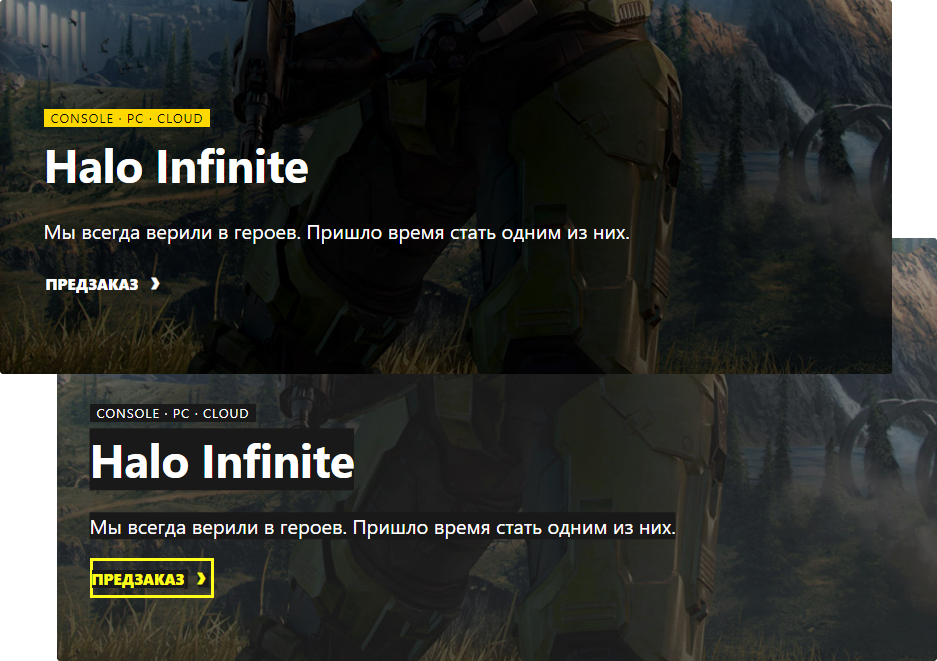 CONSOLE · PC · CLOUD
Halo Infinite
Мы всегда верили в героев. Пришло время стать одним из них.
ПРЕДЗАКАЗ ❯
CONSOLE · PC · CLOUD
Halo Infinite
Мы всегда верили в героев. Пришло время стать одним из них.
ПРЕДЗАКАЗ ❯